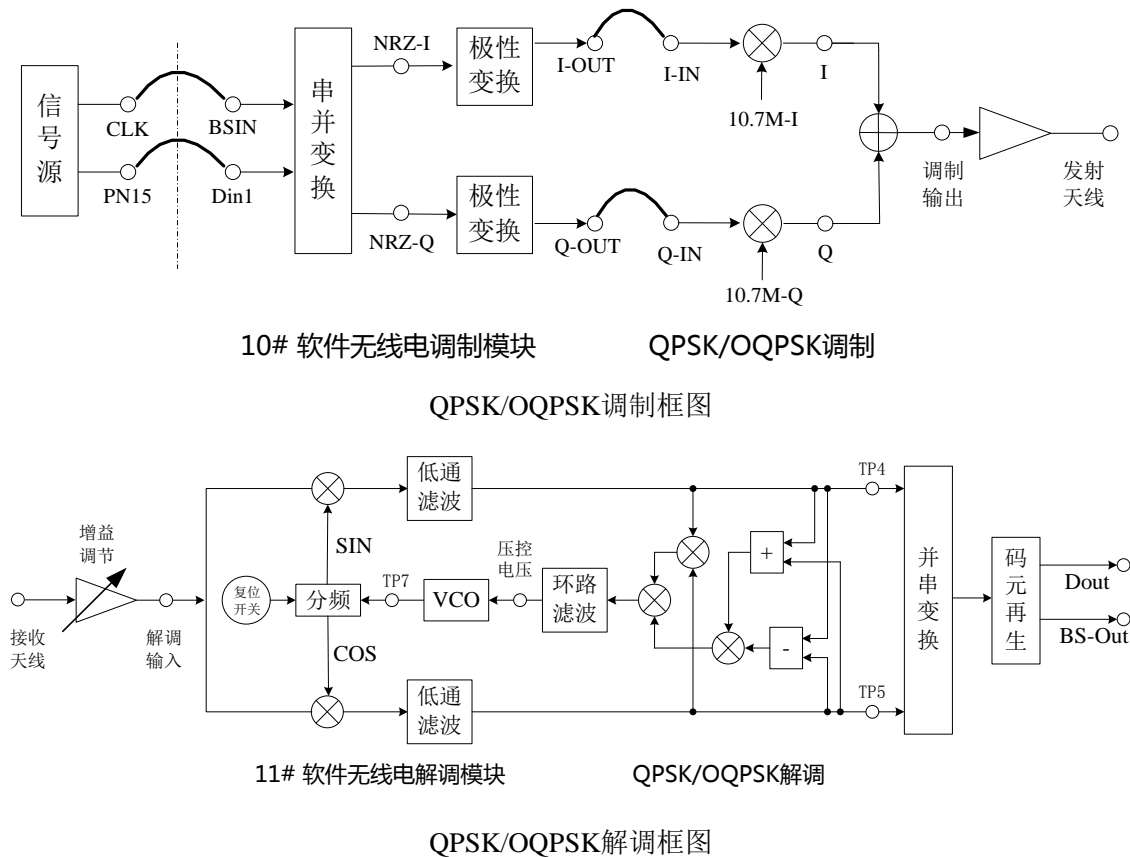 信号源
CLK
PN15
BSIN
Din1
串并变换
NRZ-I
NRZ-Q
极性
变换
极性
变换
I-OUT
I-IN
Q-OUT
Q-IN
10.7M-I
10.7M-Q
I
Q
调制
输出
发射
天线
10# 软件无线电调制模块
QPSK/OQPSK调制
QPSK/OQPSK调制框图
接收
天线
增益
调节
解调
输入
复位
开关
SIN
分频
COS
TP7
VCO
低通
滤波
低通
滤波
压控
电压
环路
滤波
+
-
TP4
TP5
并串变换
码元再生
Dout
BS-Out
11# 软件无线电解调模块
QPSK/OQPSK解调
QPSK/OQPSK解调框图